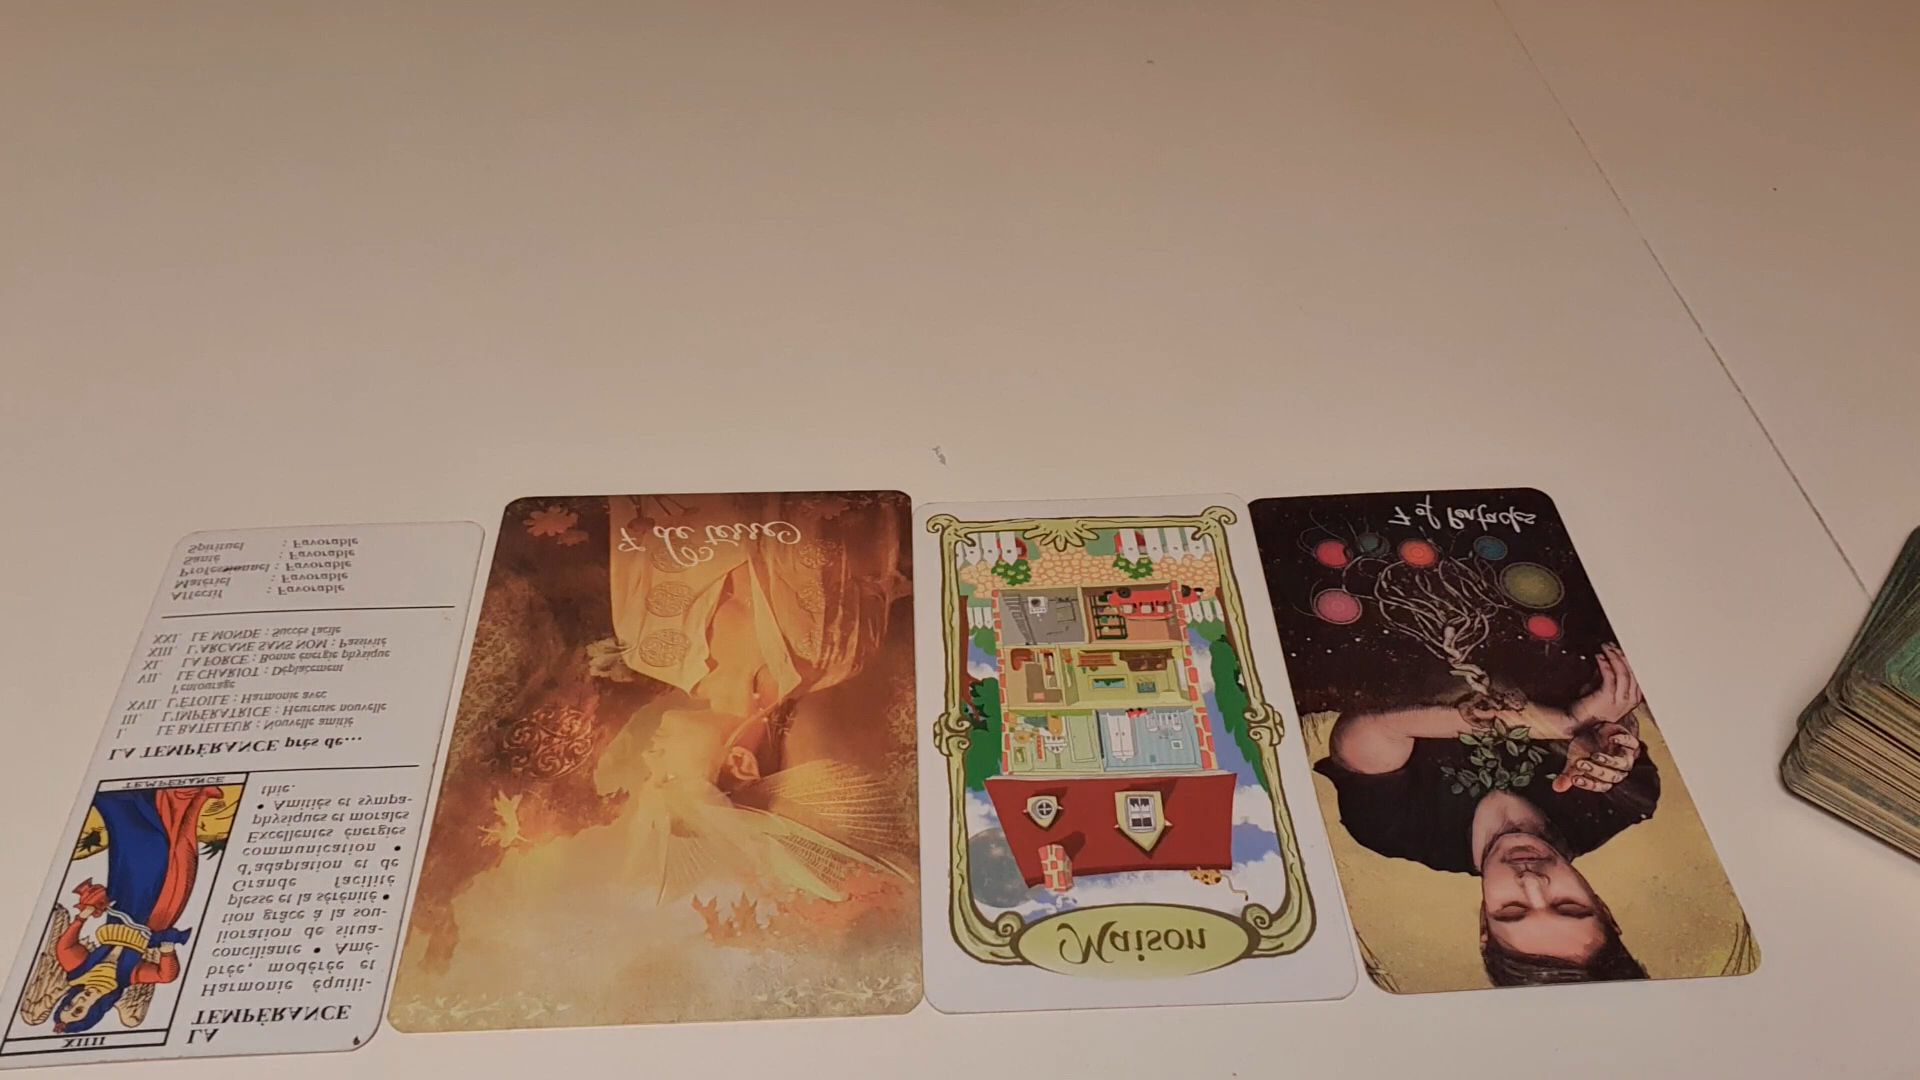 6
LA
TEMPÉRANCE
XIIII
Harmonie équili-
brée, modérée et
conciliante • Amé-
lioration de situa-
tion grâce à la sou-
plesse et la sérénité •
Grande facilité
d'adaptation et de
communication •
Excellentes énergies
physiques et morales
• Amitiés et sympa-
thie.
TEMPÉRANCE
LA TEMPÉRANCE près de...
I. LE BATELEUR : Nouvelle amitié
III. L'IMPÉRATRICE : Heureuse nouvelle
XVII. L'ÉTOILE : Harmonie avec
l'entourage
VII. LE CHARIOT : Déplacement
XI. LA FORCE : Bonne énergie physique
XIII. L'ARCANE SANS NOM : Passivité
XXI. LE MONDE : Succès facile
Affectif : Favorable
Matériel : Favorable
Professionnel : Favorable
Santé : Favorable
Spirituel : Favorable
7 de terre
Maison
7 of Pentacles